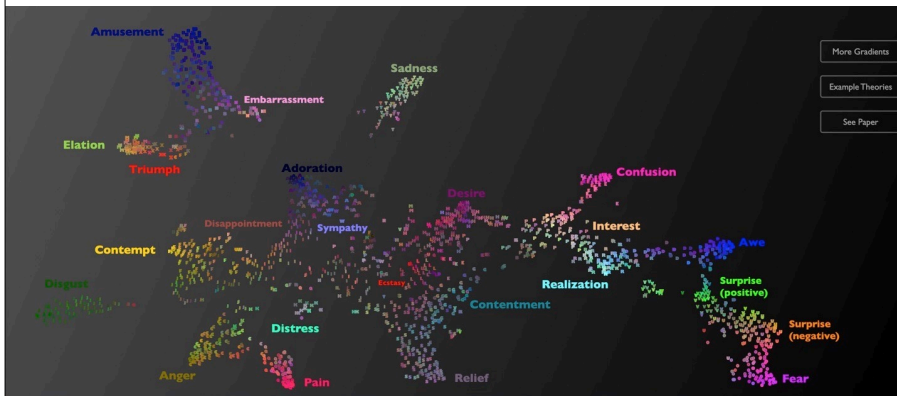 Amusement
Sadness
More Gradients
Example Theories
Embarrassment
See Paper
Elation
Triumph
Adoration
Confusion
Desire
Disappointment
Sympathy
Interest
Contempt
Awe
Ecstasy
Realization
Disgust
Surprise
(positive)
Contentment
Distress
Surprise
(negative)
Anger
Pain
Relief
Fear